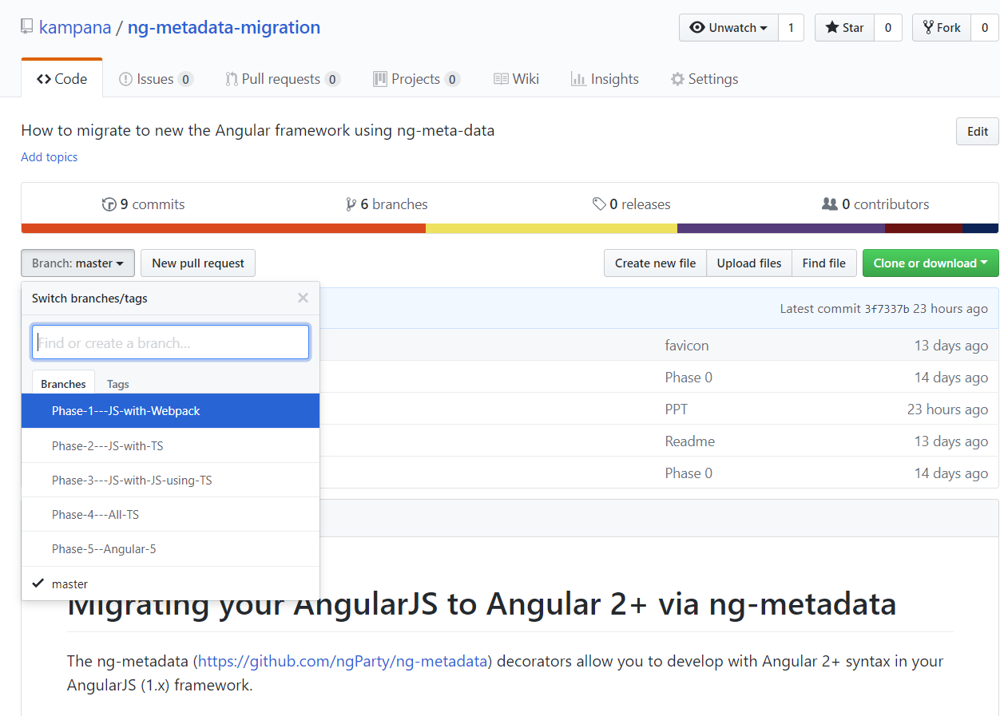 kampana / ng-metadata-migration
Unwatch 1 Star 0 Fork 0
Code Issues 0 Pull requests 0 Projects 0 Wiki Insights Settings
How to migrate to new the Angular framework using ng-meta-data
Edit
Add topics
9 commits 6 branches 0 releases 0 contributors
Branch: master New pull request Create new file Upload files Find file Clone or download
Switch branches/tags
Latest commit 3f7337b 23 hours ago
Find or create a branch...
favicon 13 days ago
Branches Tags
Phase 0 14 days ago
Phase-1---JS-with-Webpack
PPT 23 hours ago
Phase-2---JS-with-TS
Readme 13 days ago
Phase-3---JS-with-JS-using-TS
Phase 0 14 days ago
Phase-4---All-TS
Phase-5--Angular-5
master
Migrating your AngularJS to Angular 2+ via ng-metadata
The ng-metadata (https://github.com/ngParty/ng-metadata) decorators allow you to develop with Angular 2+ syntax in your
AngularJS (1.x) framework.